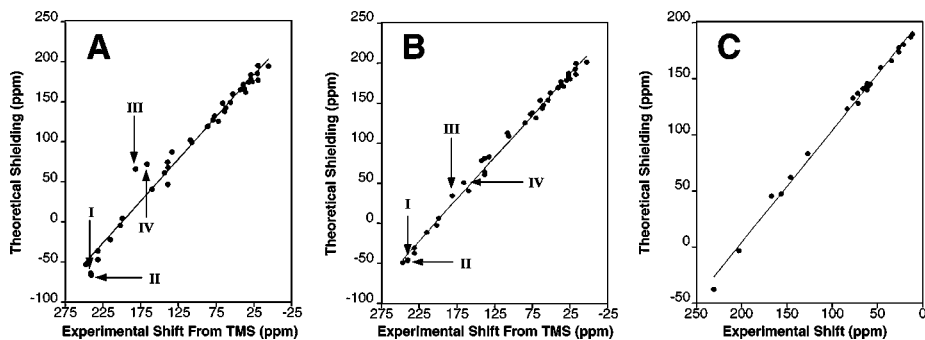 A
Theoretical Shielding (ppm)
250
200
150
100
50
0
-50
-100
I
II
III
IV
275 225 175 125 75 25 -25
Experimental Shift From TMS (ppm)
B
Theoretical Shielding (ppm)
250
200
150
100
50
0
-50
-100
I
II
III
IV
275 225 175 125 75 25 -25
Experimental Shift From TMS (ppm)
C
Theoretical Shielding (ppm)
200
150
100
50
0
-50
250 200 150 100 50 0
Experimental Shift (ppm)